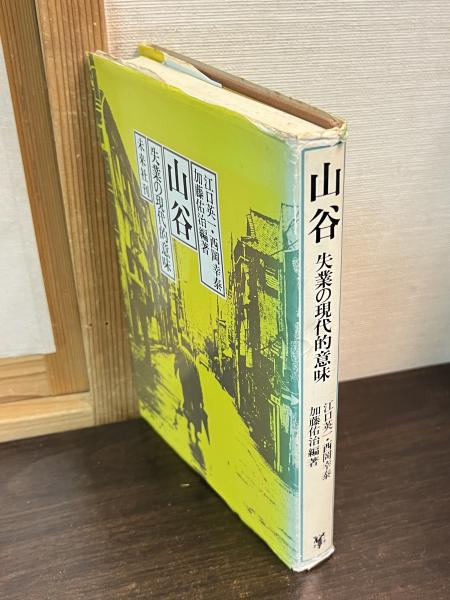 江口英一・西岡幸泰
加藤佑治編著
山谷
失業の現代的意味
未来社刊
山谷
失業の現代的意味
江口英一・西岡幸泰
加藤佑治編著